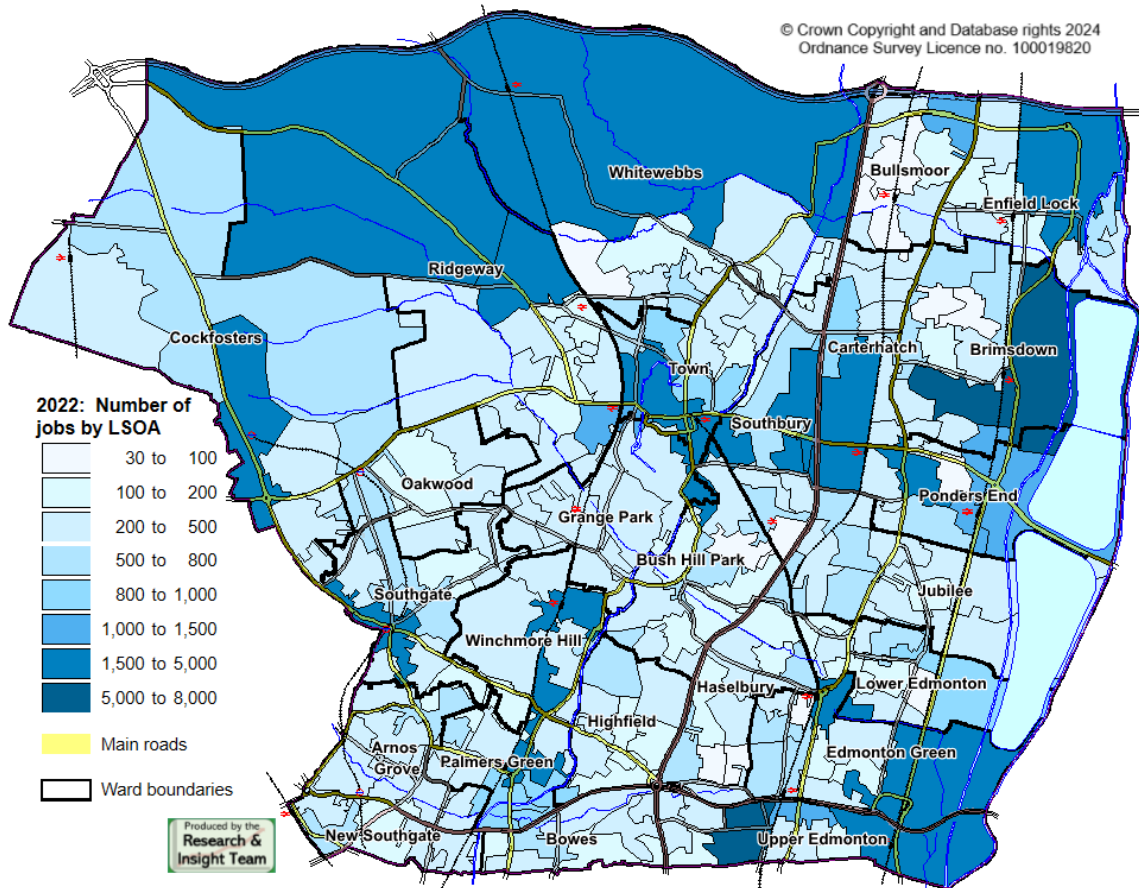 © Crown Copyright and Database rights 2024
Ordnance Survey Licence no. 100019820
Bullsmoor
Whitewebbs
Enfield Lock
Ridgeway
Cockfosters
Carterhatch
Brimsdown
Town
2022: Number of
jobs by LSOA
30 to 100
100 to 200
200 to 500
500 to 800
800 to 1,000
1,000 to 1,500
1,500 to 5,000
5,000 to 8,000
Main roads
Ward boundaries
Southbury
Oakwood
Ponders End
Grange Park
Bush Hill Park
Jubilee
Southgate
Winchmore Hill
Haselbury
Lower Edmonton
Highfield
Arnos
Grove
Palmers Green
Edmonton Green
New Southgate
Bowes
Upper Edmonton
Produced by the
Research &
Insight Team